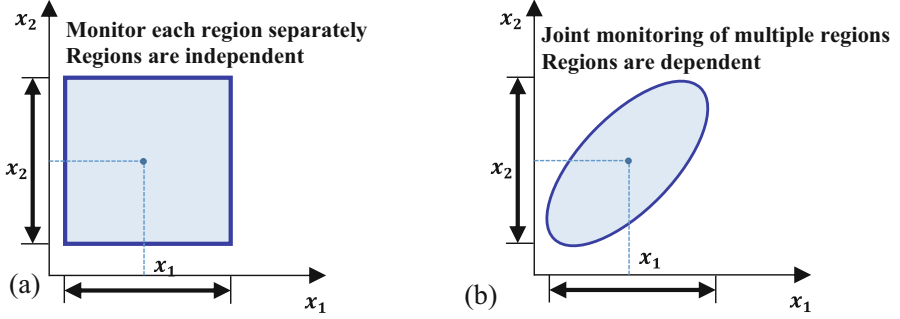 x₂
Monitor each region separately
Regions are independent
x₂
x₁
(a)
x₁
x₂
Joint monitoring of multiple regions
Regions are dependent
x₂
x₁
(b)
x₁